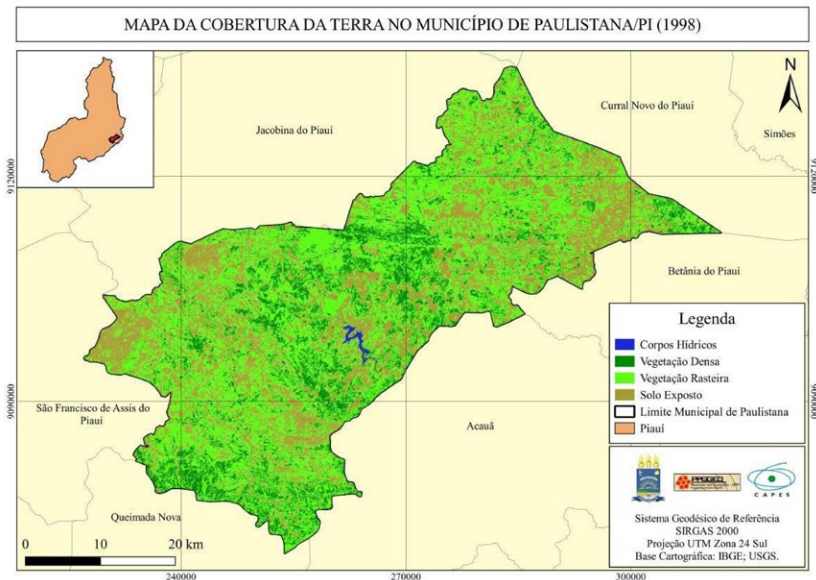 MAPA DA COBERTURA DA TERRA NO MUNICÍPIO DE PAULISTANA/PI (1998)
N
Curral Novo do Piauí
Jacobina do Piauí
Simões
9120000
9120000
Betânia do Piauí
Legenda
Corpos Hídricos
Vegetação Densa
Vegetação Rasteira
Solo Exposto
Limite Municipal de Paulistana
Piauí
9090000
9090000
São Francisco de Assis do
Piauí
Acauã
Queimada Nova
CAPES
Sistema Geodésico de Referência
SIRGAS 2000
Projeção UTM Zona 24 Sul
Base Cartográfica: IBGE; USGS.
0 10 20 km
240000
270000
300000